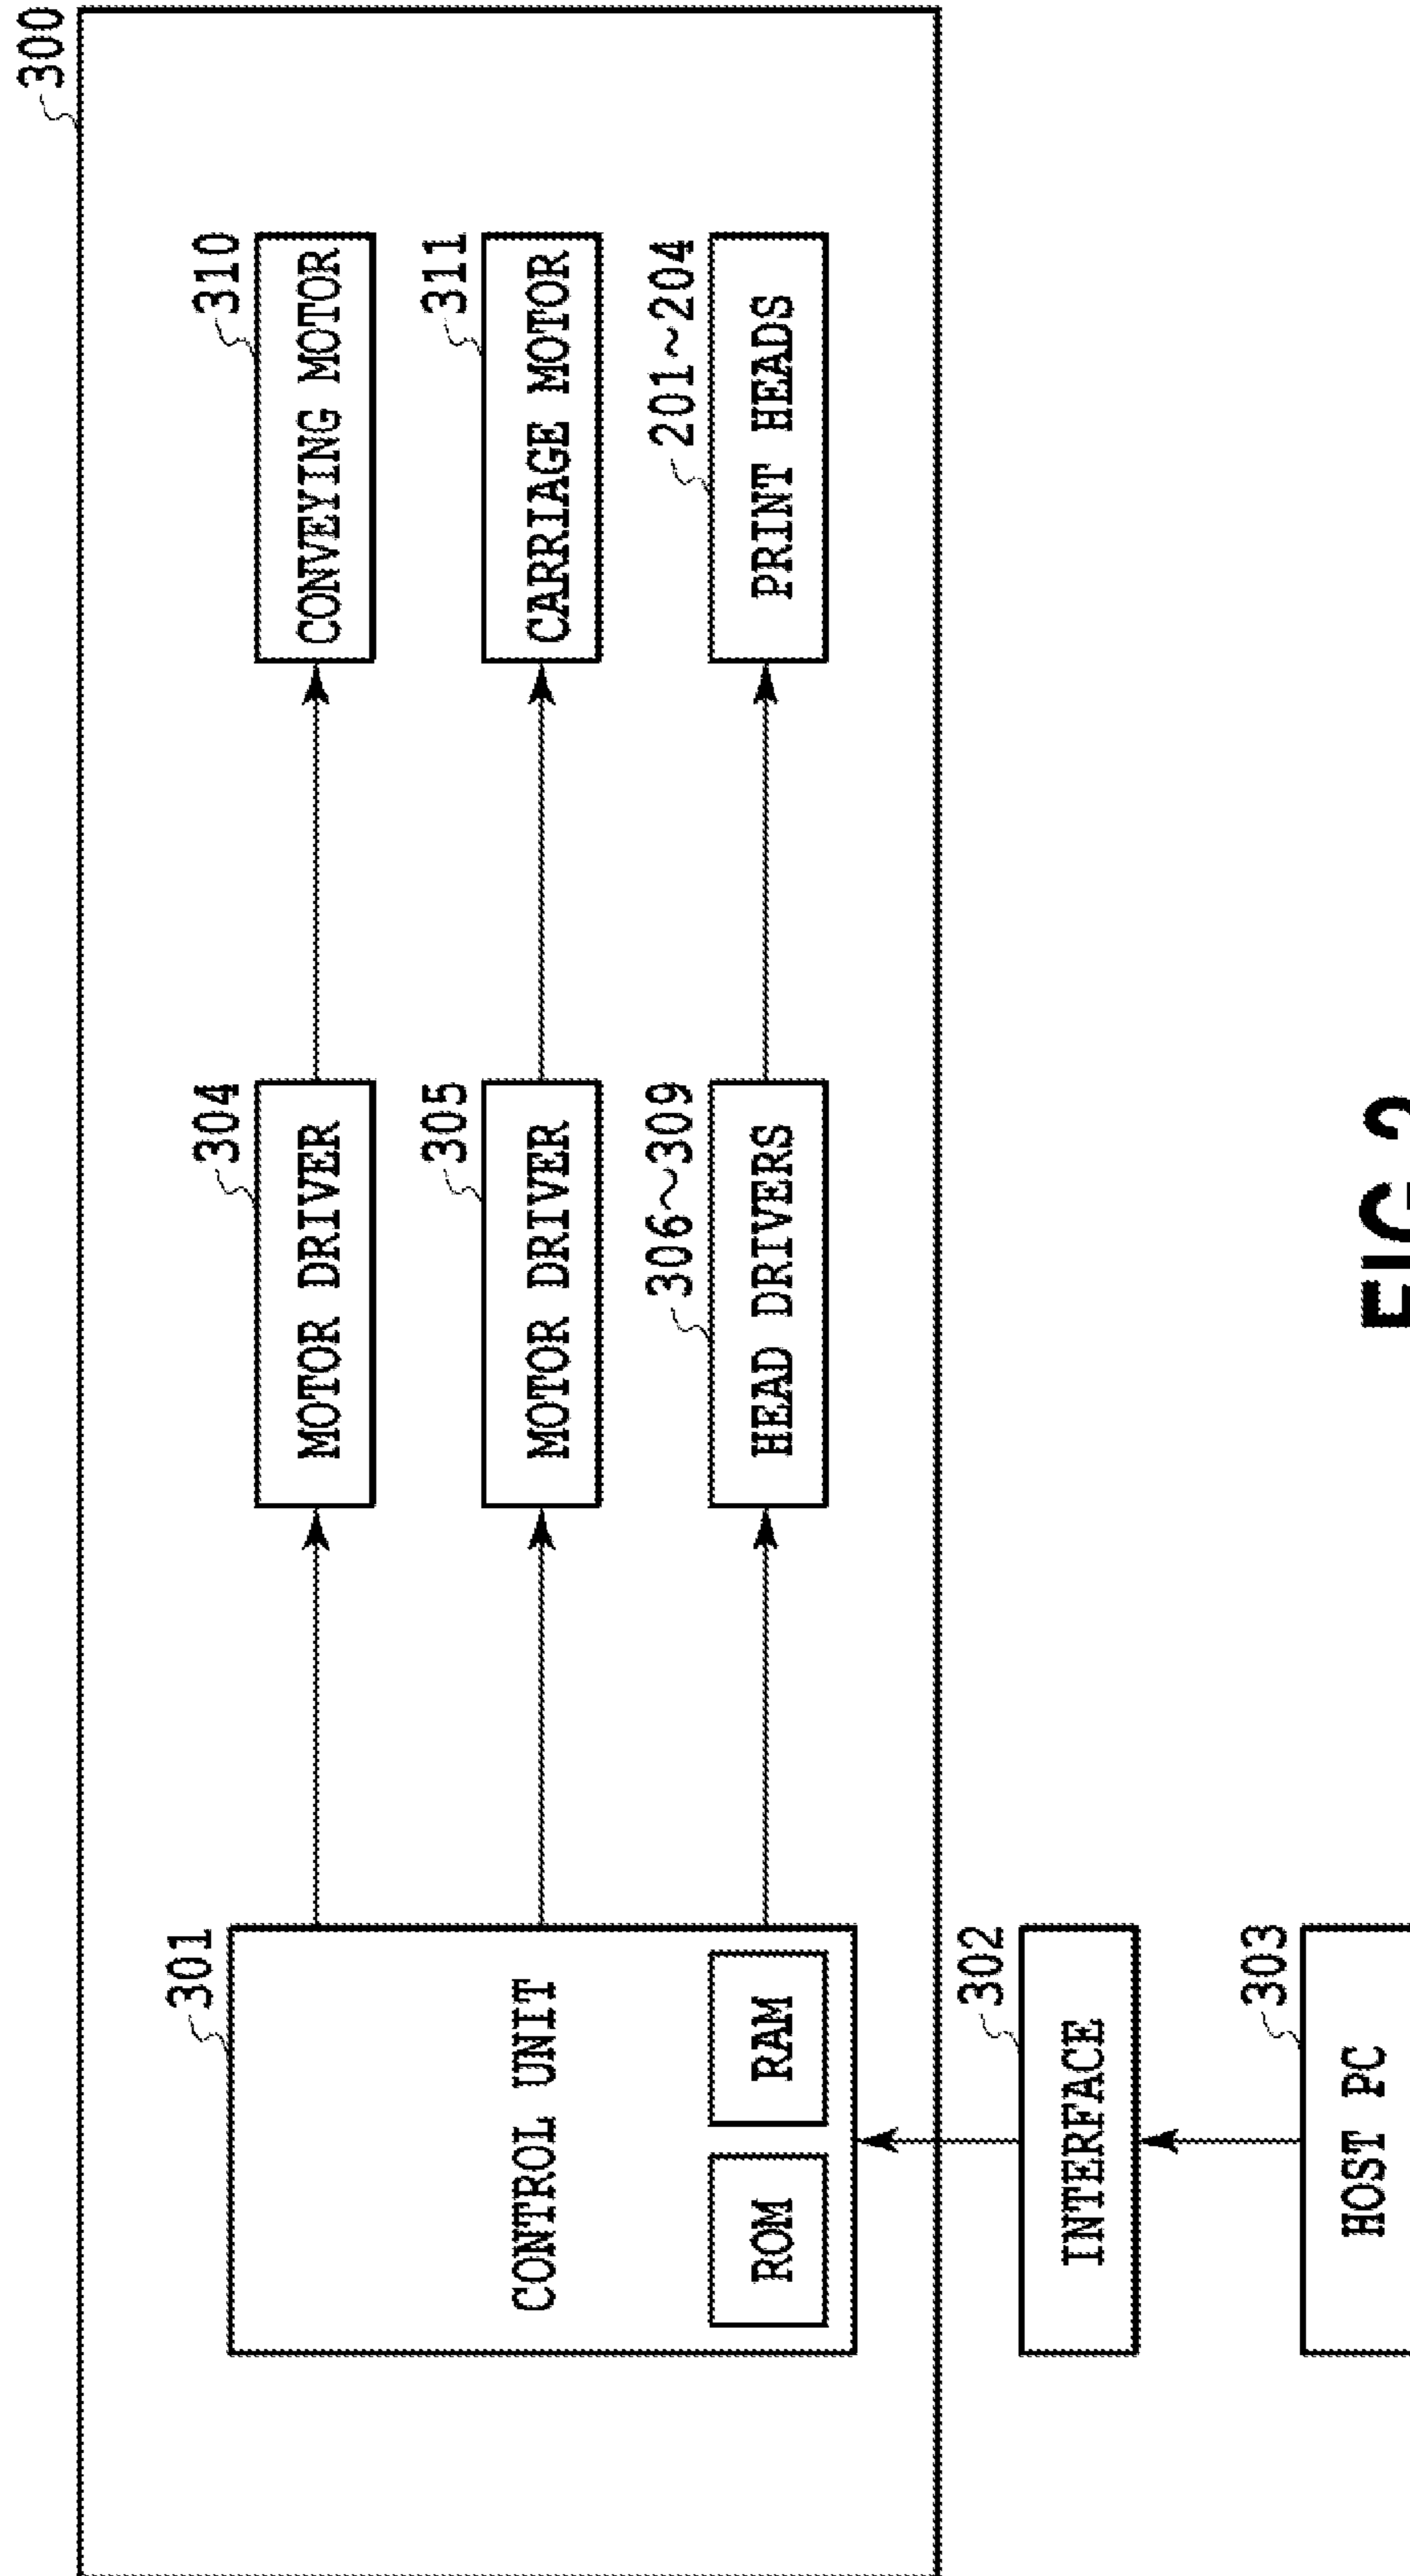 300
301
CONTROL UNIT
ROM
RAM
304
MOTOR DRIVER
310
CONVEYING MOTOR
305
MOTOR DRIVER
311
CARRIAGE MOTOR
306~309
HEAD DRIVERS
201~204
PRINT HEADS
302
INTERFACE
303
HOST PC